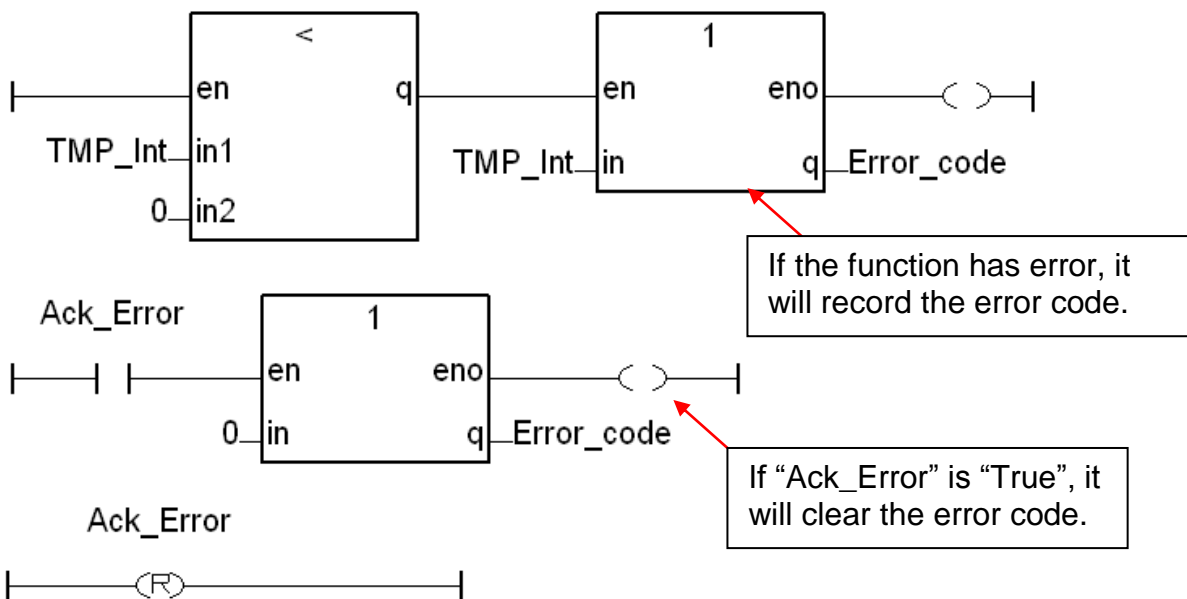 < 1
en q en eno
TMP_Int in1 TMP_Int in q Error_code
0 in2
If the function has error, it
will record the error code.
Ack_Error
1
en eno
0 in q Error_code
If “Ack_Error” is “True”, it
will clear the error code.
Ack_Error
R